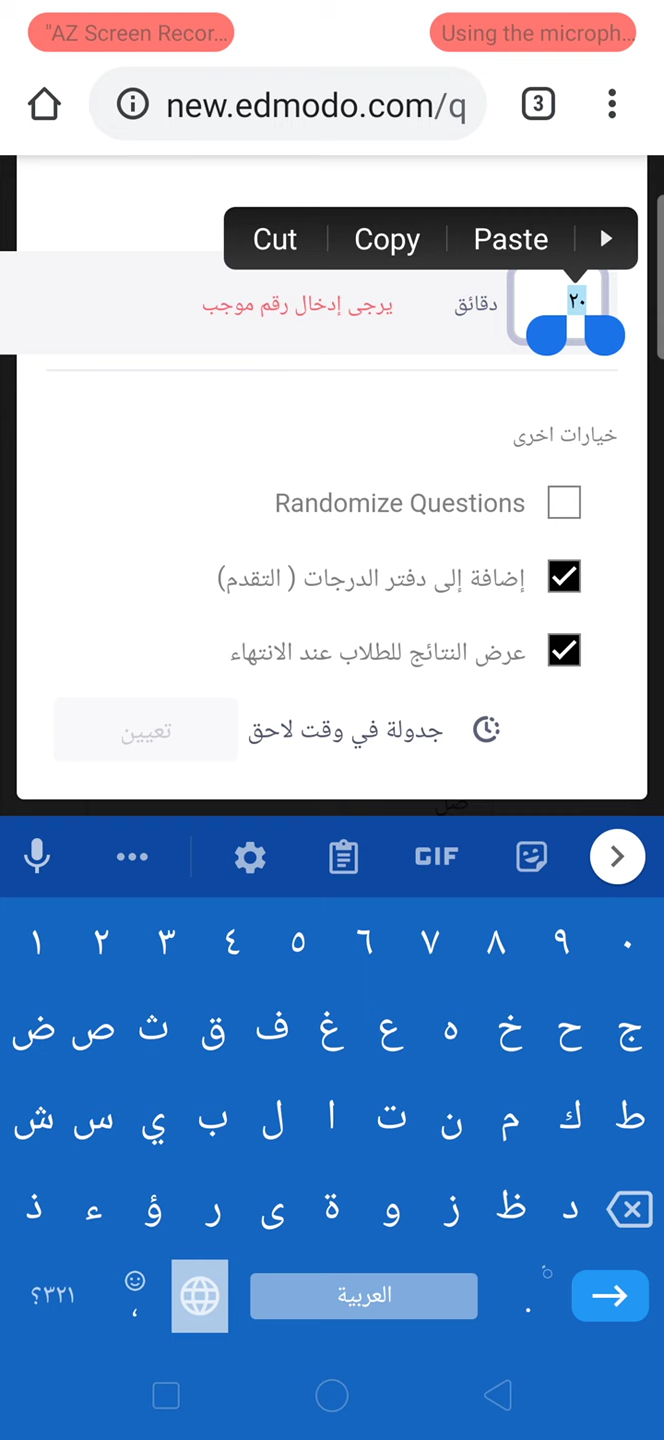 "AZ Screen Recor...
Using the microph...
new.edmodo.com/q
3
Cut
Copy
Paste
٢٠
دقائق
يرجى إدخال رقم موجب
خيارات اخرى
Randomize Questions
إضافة إلى دفتر الدرجات ( التقدم)
عرض النتائج للطلاب عند الانتهاء
جدولة في وقت لاحق
تعيين
GIF
١ ٢ ٣ ٤ ٥ ٦ ٧ ٨ ٩ ٠
ض ص ث ق ف غ ع ه خ ح ج
ش س ي ب ل ا ت ن م ك ط
ذ ء ؤ ر ى ة و ز ظ د
٣٢١؟
،
العربية
.